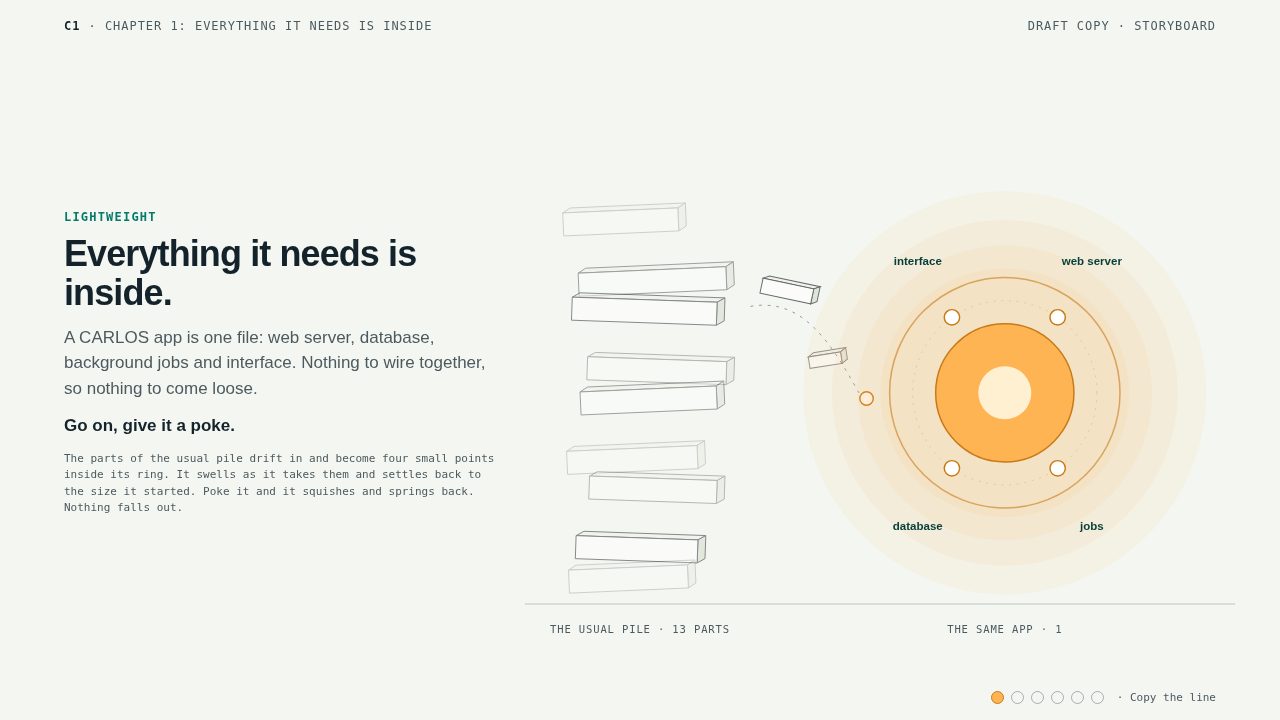 C1 · CHAPTER 1: EVERYTHING IT NEEDS IS INSIDE
DRAFT COPY · STORYBOARD
LIGHTWEIGHT
Everything it needs is
inside.
A CARLOS app is one file: web server, database,
background jobs and interface. Nothing to wire together,
so nothing to come loose.
Go on, give it a poke.
The parts of the usual pile drift in and become four small points
inside its ring. It swells as it takes them and settles back to
the size it started. Poke it and it squishes and springs back.
Nothing falls out.
interface
web server
database
jobs
THE USUAL PILE · 13 PARTS
THE SAME APP · 1
· Copy the line